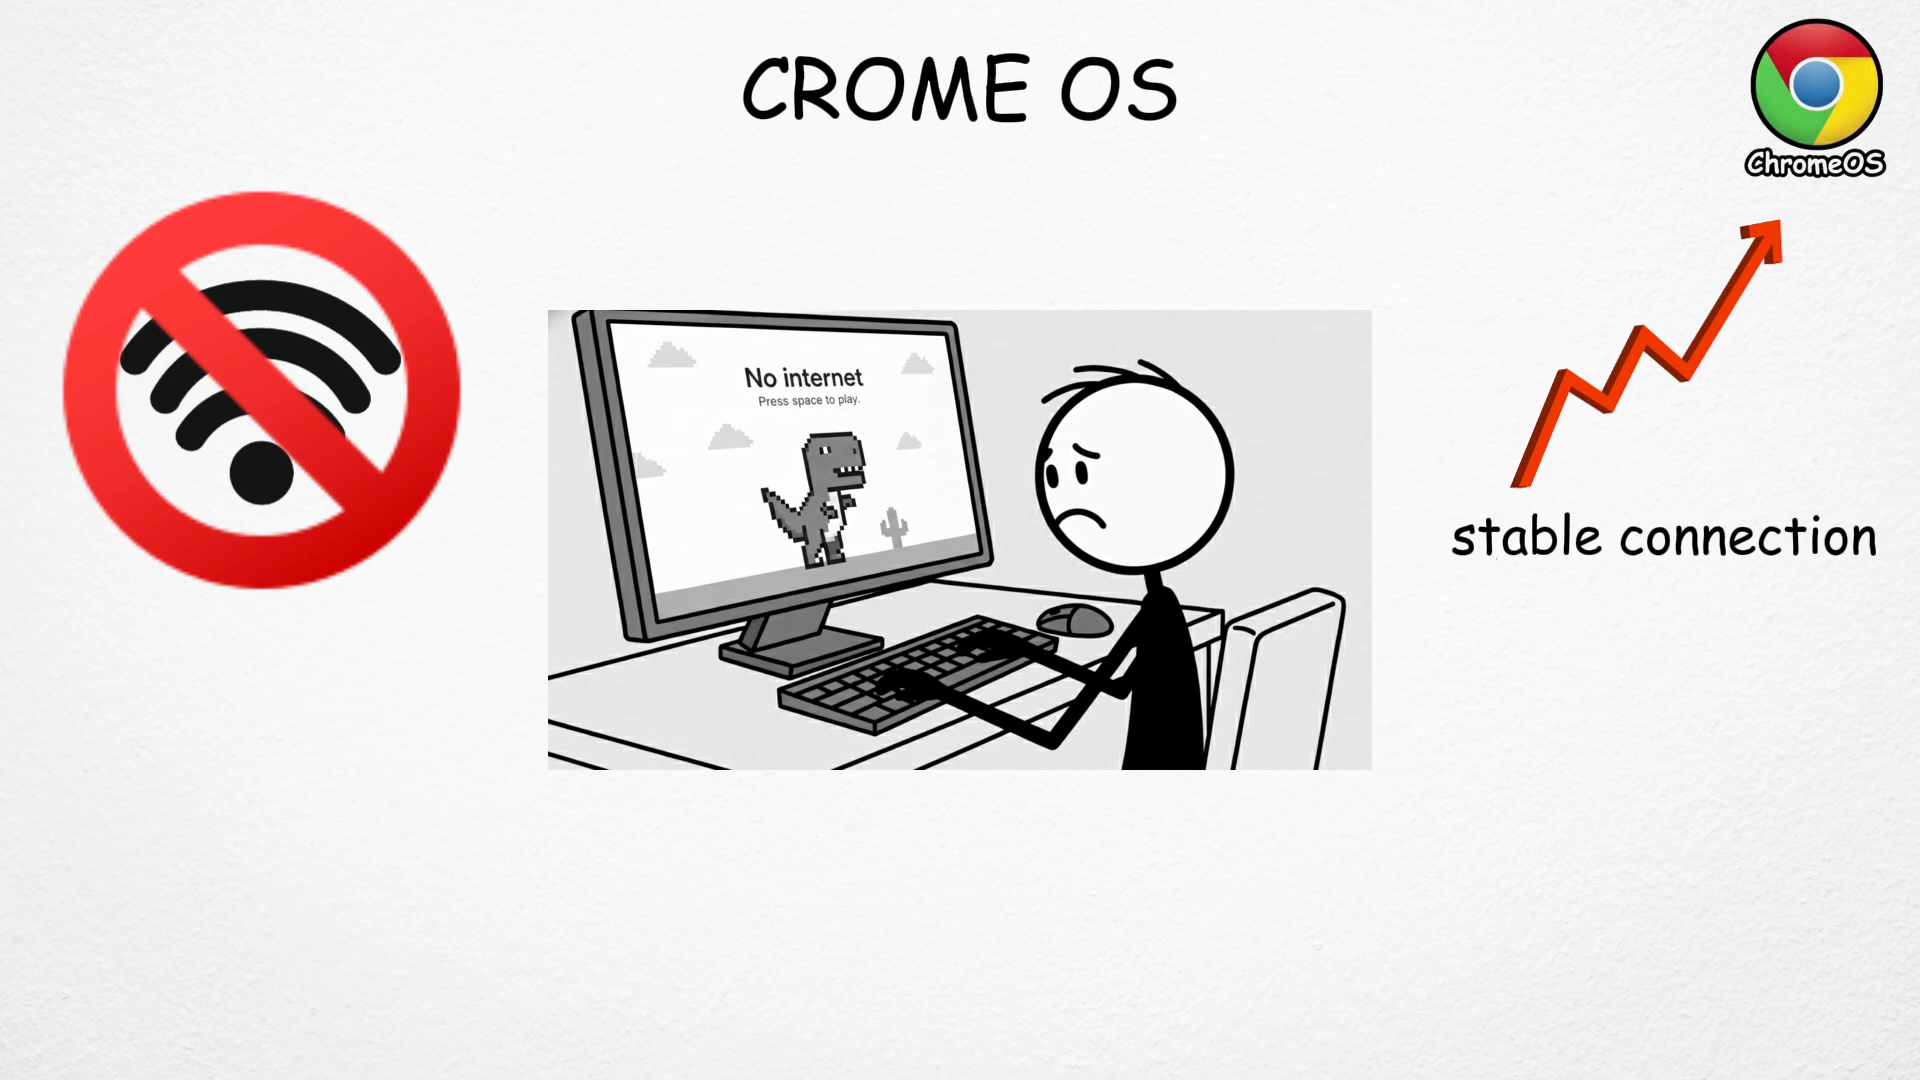 CROME OS
ChromeOS
No internet
Press space to play.
stable connection